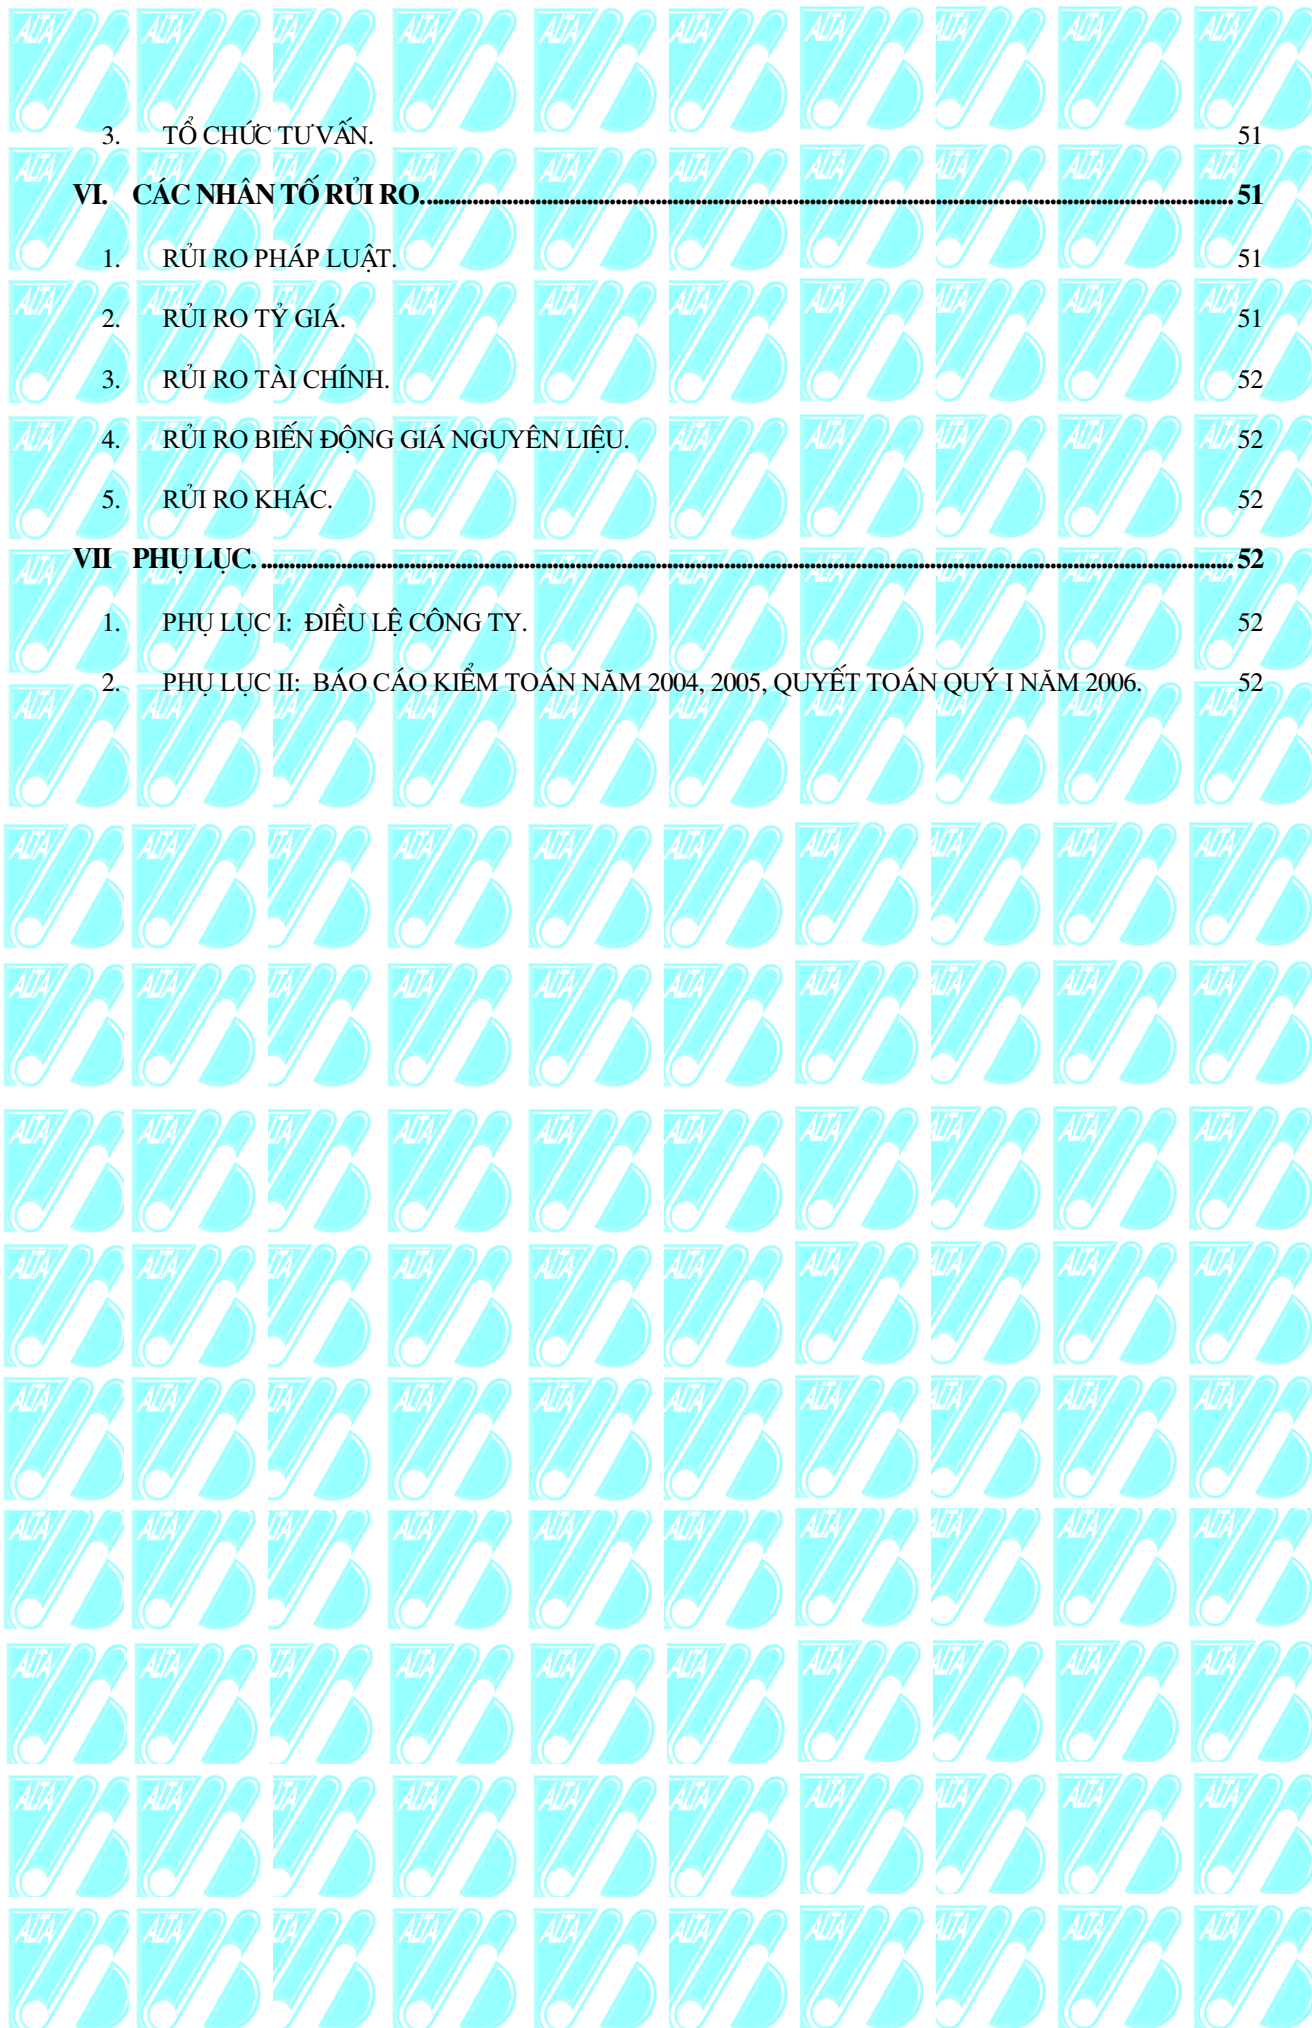 3. TỔ CHỨC TƯ VẤN. 51
VI. CÁC NHÂN TỐ RỦI RO. 51
1. RỦI RO PHÁP LUẬT. 51
2. RỦI RO TỶ GIÁ. 51
3. RỦI RO TÀI CHÍNH. 52
4. RỦI RO BIẾN ĐỘNG GIÁ NGUYÊN LIỆU. 52
5. RỦI RO KHÁC. 52
VII PHỤ LỤC. 52
1. PHỤ LỤC I: ĐIỀU LỆ CÔNG TY. 52
2. PHỤ LỤC II: BÁO CÁO KIỂM TOÁN NĂM 2004, 2005, QUYẾT TOÁN QUÝ I NĂM 2006. 52